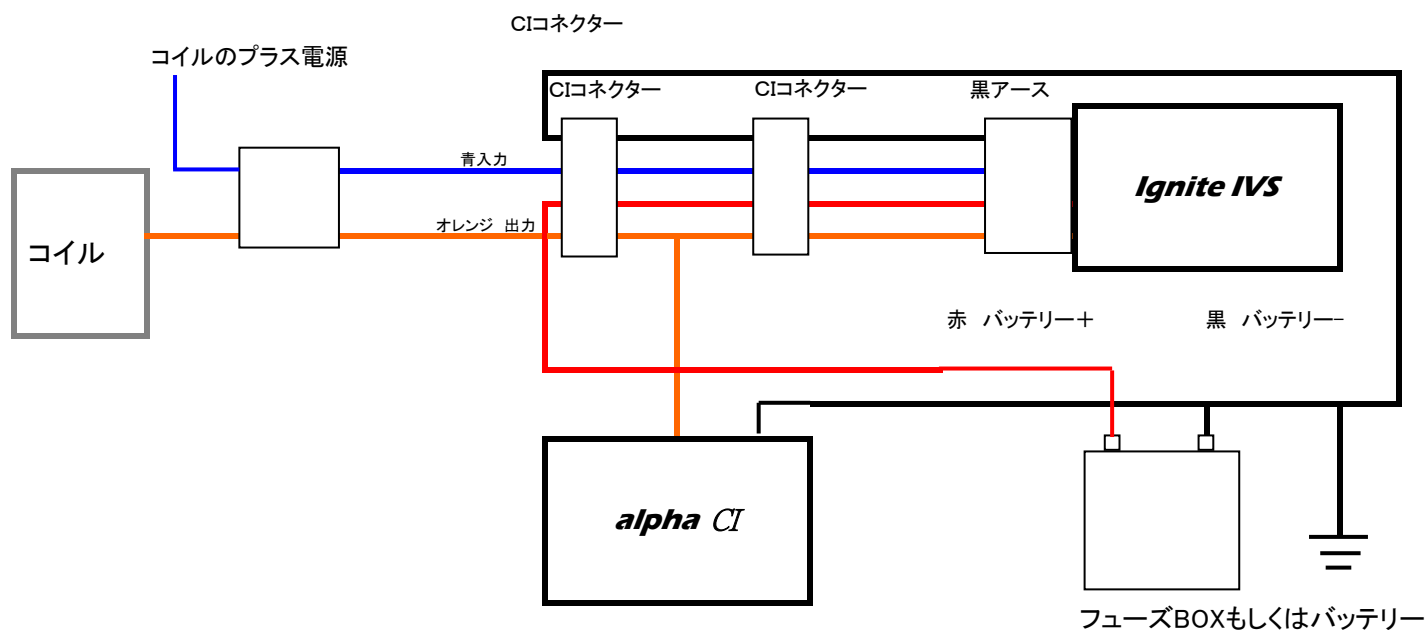 CIコネクター
コイルのプラス電源
CIコネクター
CIコネクター
黒アース
青入力
Ignite IVS
オレンジ 出力
コイル
赤 バッテリー＋
黒 バッテリー−
alpha CI
フューズBOXもしくはバッテリー